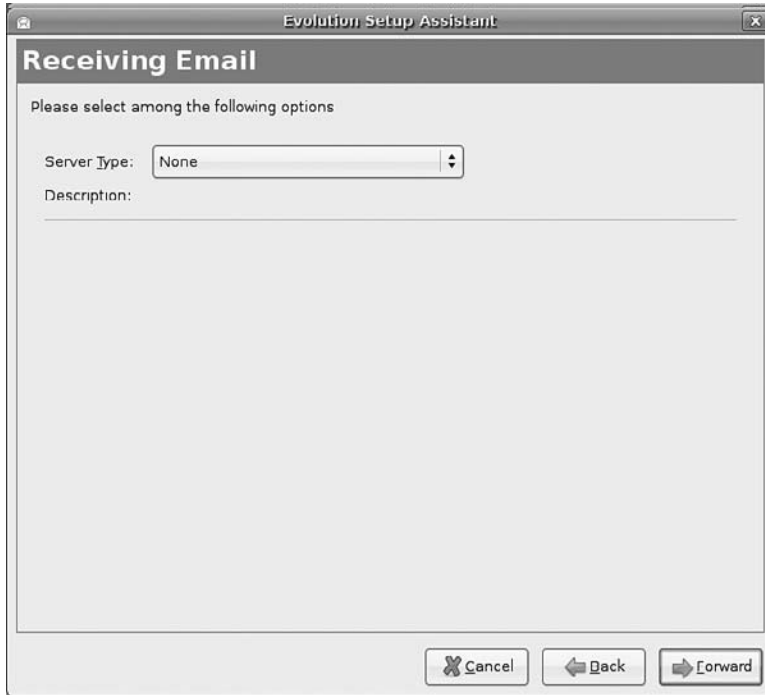 Evolution Setup Assistant
Receiving Email
Please select among the following options
Server Type: None
Description:
Cancel Back Forward